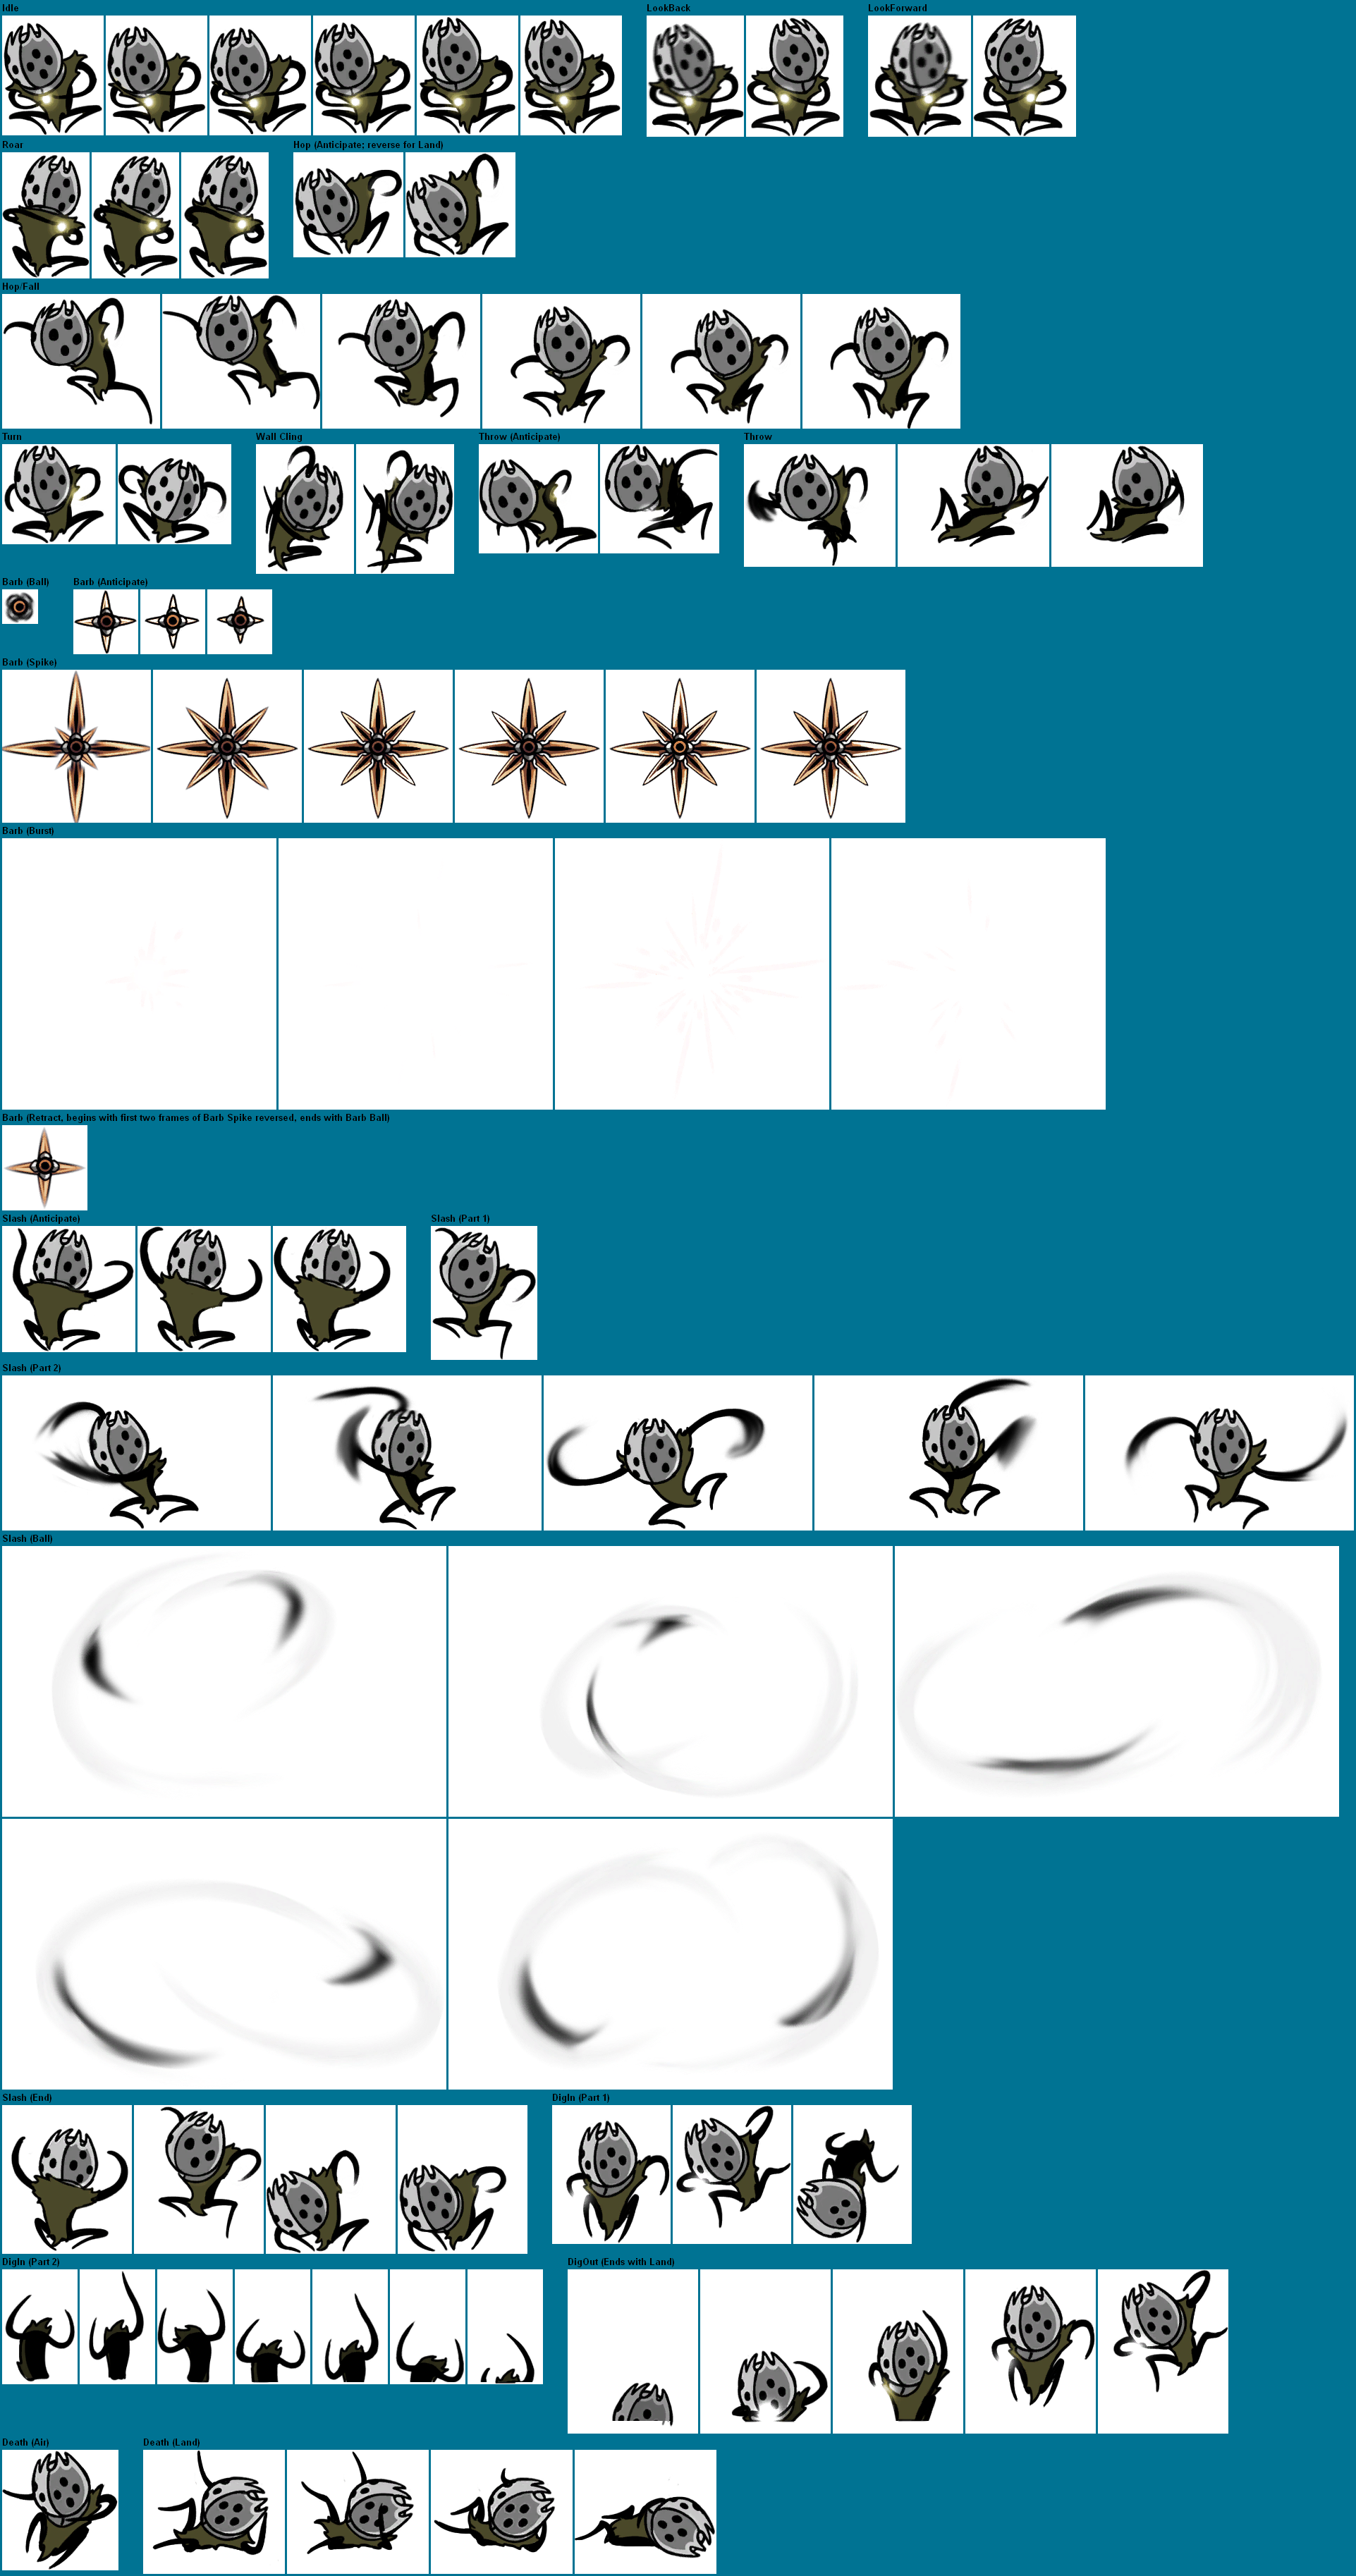 Idle
LookBack
LookForward
Roar
Hop (Anticipate; reverse for Land)
Hop/Fall
Turn
Wall Cling
Throw (Anticipate)
Throw
Barb (Ball)
Barb (Anticipate)
Barb (Spike)
Barb (Burst)
Barb (Retract, begins with first two frames of Barb Spike reversed, ends with Barb Ball)
Slash (Anticipate)
Slash (Part 1)
Slash (Part 2)
Slash (Ball)
Slash (End)
DigIn (Part 1)
DigIn (Part 2)
DigOut (Ends with Land)
Death (Air)
Death (Land)